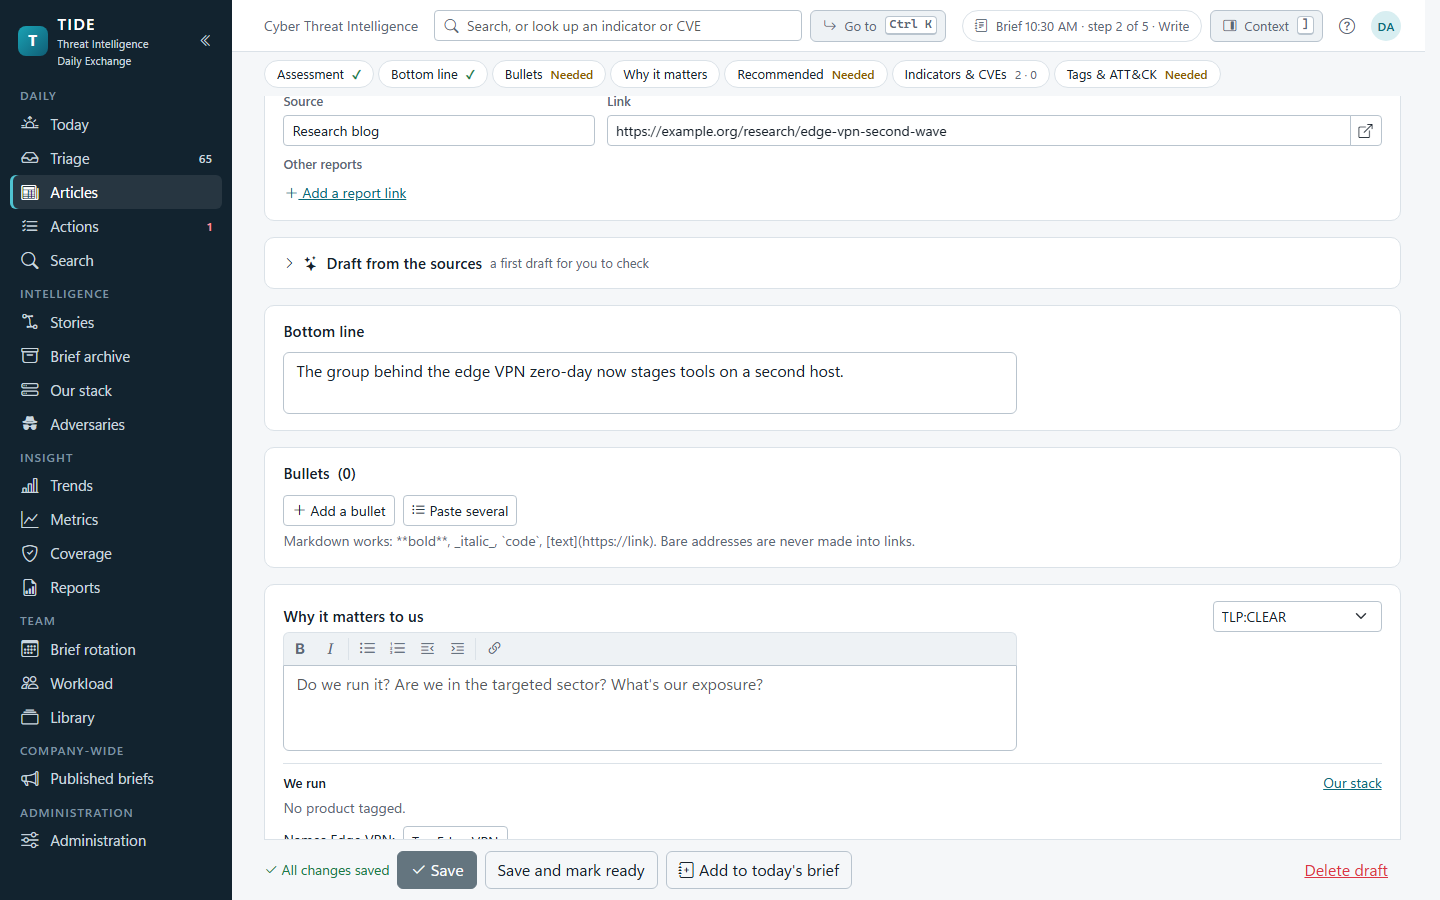 T
TIDE
Threat Intelligence
Daily Exchange
DAILY
Today
Triage 65
Articles
Actions 1
Search
INTELLIGENCE
Stories
Brief archive
Our stack
Adversaries
INSIGHT
Trends
Metrics
Coverage
Reports
TEAM
Brief rotation
Workload
Library
COMPANY-WIDE
Published briefs
ADMINISTRATION
Administration
Cyber Threat Intelligence Search, or look up an indicator or CVE Go to Ctrl K Brief 10:30 AM · step 2 of 5 · Write Context ] ? DA
Assessment ✓ Bottom line ✓ Bullets Needed Why it matters Recommended Needed Indicators & CVEs 2 · 0 Tags & ATT&CK Needed
Source Link
Research blog https://example.org/research/edge-vpn-second-wave
Other reports
+ Add a report link
Draft from the sources a first draft for you to check
Bottom line
The group behind the edge VPN zero-day now stages tools on a second host.
Bullets (0)
+ Add a bullet Paste several
Markdown works: **bold**, _italic_, `code`, [text](https://link). Bare addresses are never made into links.
Why it matters to us TLP:CLEAR
B I
Do we run it? Are we in the targeted sector? What's our exposure?
We run Our stack
No product tagged.
Names Edge VPN: Tag Edge VPN
✓ All changes saved ✓ Save Save and mark ready Add to today's brief Delete draft